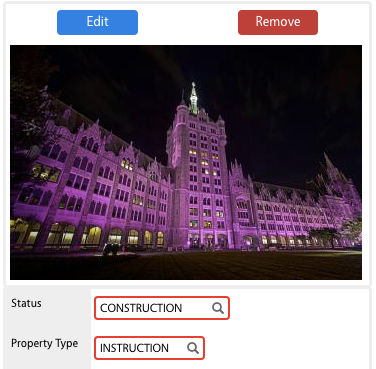 Edit
Remove
Status
CONSTRUCTION
Property Type
INSTRUCTION